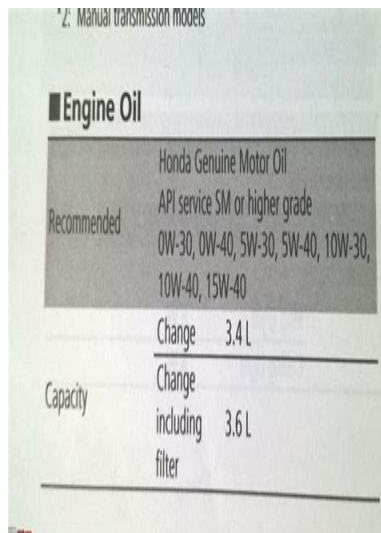 *2: Manual transmission models
■Engine Oil
Recommended
Honda Genuine Motor Oil
API service SM or higher grade
0W-30, 0W-40, 5W-30, 5W-40, 10W-30,
10W-40, 15W-40
Capacity
Change 3.4 L
Change
including 3.6 L
filter